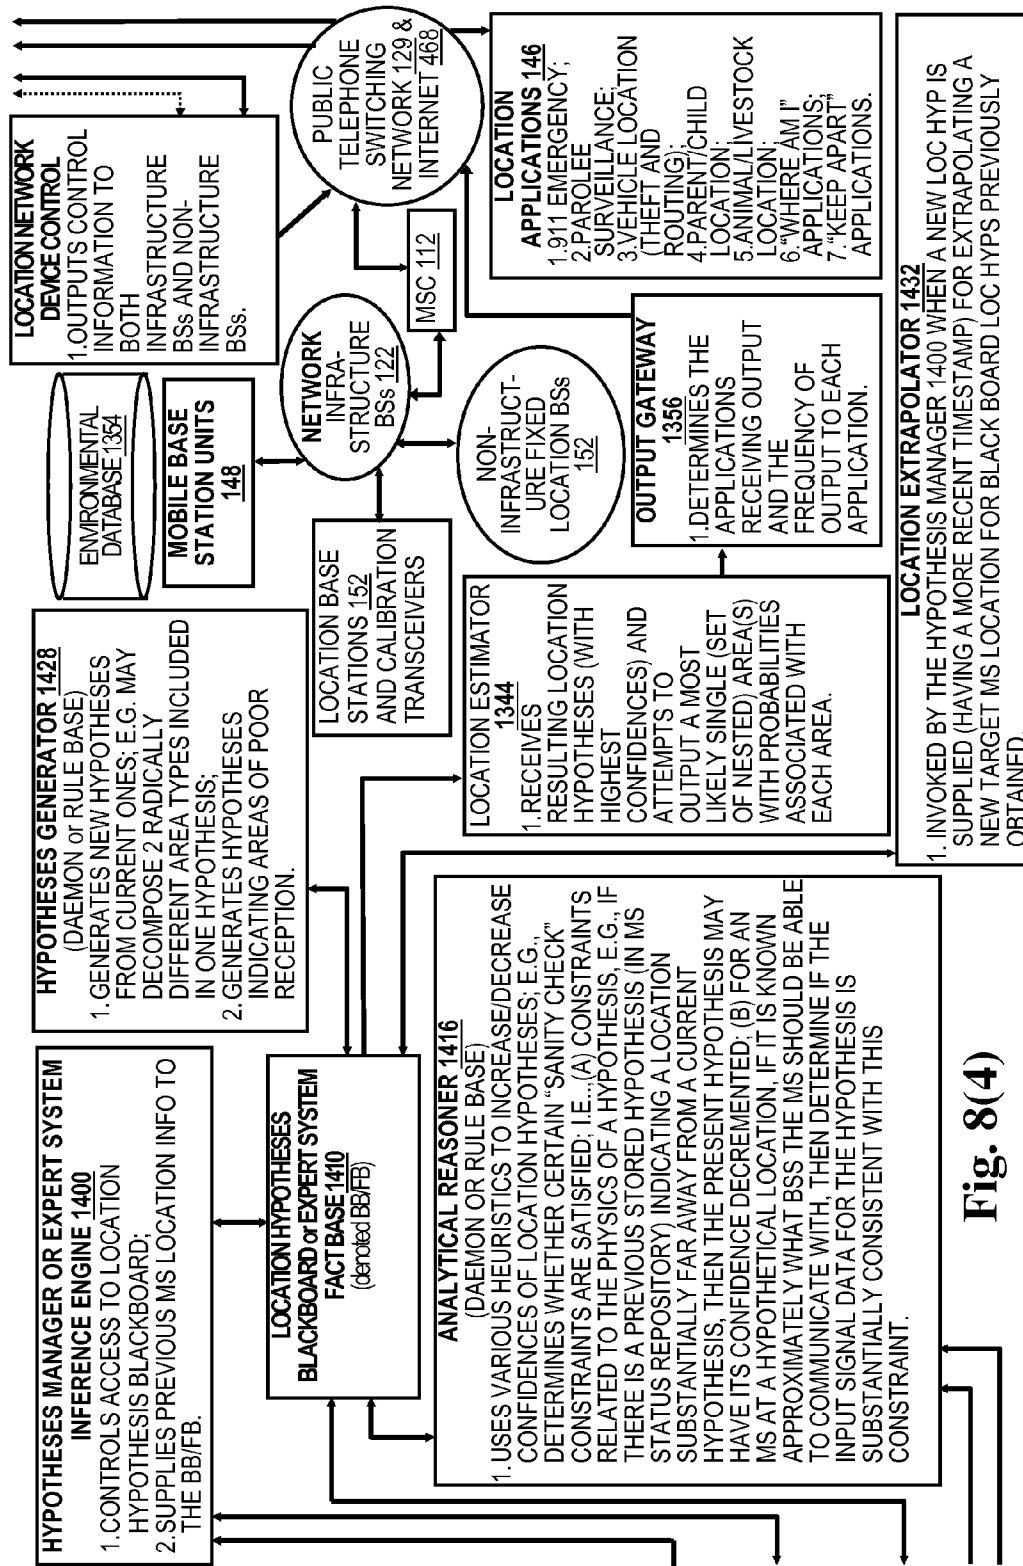 HYPOTHESES MANAGER OR EXPERT SYSTEM
INFERENCE ENGINE 1400
1. CONTROLS ACCESS TO LOCATION
HYPOTHESIS BLACKBOARD;
2. SUPPLIES PREVIOUS MS LOCATION INFO TO
THE BB/FB.
HYPOTHESES GENERATOR 1428
(DAEMON or RULE BASE)
1. GENERATES NEW HYPOTHESES
FROM CURRENT ONES; E.G. MAY
DECOMPOSE 2 RADICALLY
DIFFERENT AREA TYPES INCLUDED
IN ONE HYPOTHESIS;
2. GENERATES HYPOTHESES
INDICATING AREAS OF POOR
RECEPTION.
ENVIRONMENTAL
DATABASE 1354
MOBILE BASE
STATION UNITS
148
LOCATION NETWORK
DEVICE CONTROL
1. OUTPUTS CONTROL
INFORMATION TO
BOTH
INFRASTRUCTURE
BSs AND NON-
INFRASTRUCTURE
BSs.
LOCATION HYPOTHESES
BLACKBOARD or EXPERT SYSTEM
FACT BASE 1410
(denoted BB/FB)
LOCATION BASE
STATIONS 152
AND CALIBRATION
TRANSCEIVERS
NETWORK
INFRA-
STRUCTURE
BSs 122
MSC 112
PUBLIC
TELEPHONE
SWITCHING
NETWORK 129 &
INTERNET 468
NON-
INFRASTRUCT-
URE FIXED
LOCATION BSs
152
ANALYTICAL REASONER 1416
(DAEMON OR RULE BASE)
1. USES VARIOUS HEURISTICS TO INCREASE/DECREASE
CONFIDENCES OF LOCATION HYPOTHESES; E.G.,
DETERMINES WHETHER CERTAIN "SANITY CHECK"
CONSTRAINTS ARE SATISFIED; I.E.,:(A) CONSTRAINTS
RELATED TO THE PHYSICS OF A HYPOTHESIS, E.G., IF
THERE IS A PREVIOUS STORED HYPOTHESIS (IN MS
STATUS REPOSITORY) INDICATING A LOCATION
SUBSTANTIALLY FAR AWAY FROM A CURRENT
HYPOTHESIS, THEN THE PRESENT HYPOTHESIS MAY
HAVE ITS CONFIDENCE DECREMENTED; (B) FOR AN
MS AT A HYPOTHETICAL LOCATION, IF IT IS KNOWN
APPROXIMATELY WHAT BSS THE MS SHOULD BE ABLE
TO COMMUNICATE WITH, THEN DETERMINE IF THE
INPUT SIGNAL DATA FOR THE HYPOTHESIS IS
SUBSTANTIALLY CONSISTENT WITH THIS
CONSTRAINT.
LOCATION ESTIMATOR
1344
1. RECEIVES
RESULTING LOCATION
HYPOTHESES (WITH
HIGHEST
CONFIDENCES) AND
ATTEMPTS TO
OUTPUT A MOST
LIKELY SINGLE (SET
OF NESTED) AREA(S)
WITH PROBABILITIES
ASSOCIATED WITH
EACH AREA.
OUTPUT GATEWAY
1356
1. DETERMINES THE
APPLICATIONS
RECEIVING OUTPUT
AND THE
FREQUENCY OF
OUTPUT TO EACH
APPLICATION.
LOCATION
APPLICATIONS 146
1. 911 EMERGENCY;
2. PAROLEE
SURVEILLANCE;
3. VEHICLE LOCATION
(THEFT AND
ROUTING);
4. PARENT/CHILD
LOCATION;
5. ANIMAL/LIVESTOCK
LOCATION;
6. "WHERE AM I"
APPLICATIONS;
7. "KEEP APART"
APPLICATIONS.
LOCATION EXTRAPOLATOR 1432
1. INVOKED BY THE HYPOTHESIS MANAGER 1400 WHEN A NEW LOC HYP IS
SUPPLIED (HAVING A MORE RECENT TIMESTAMP) FOR EXTRAPOLATING A
NEW TARGET MS LOCATION FOR BLACK BOARD LOC HYPS PREVIOUSLY
OBTAINED.
Fig. 8(4)